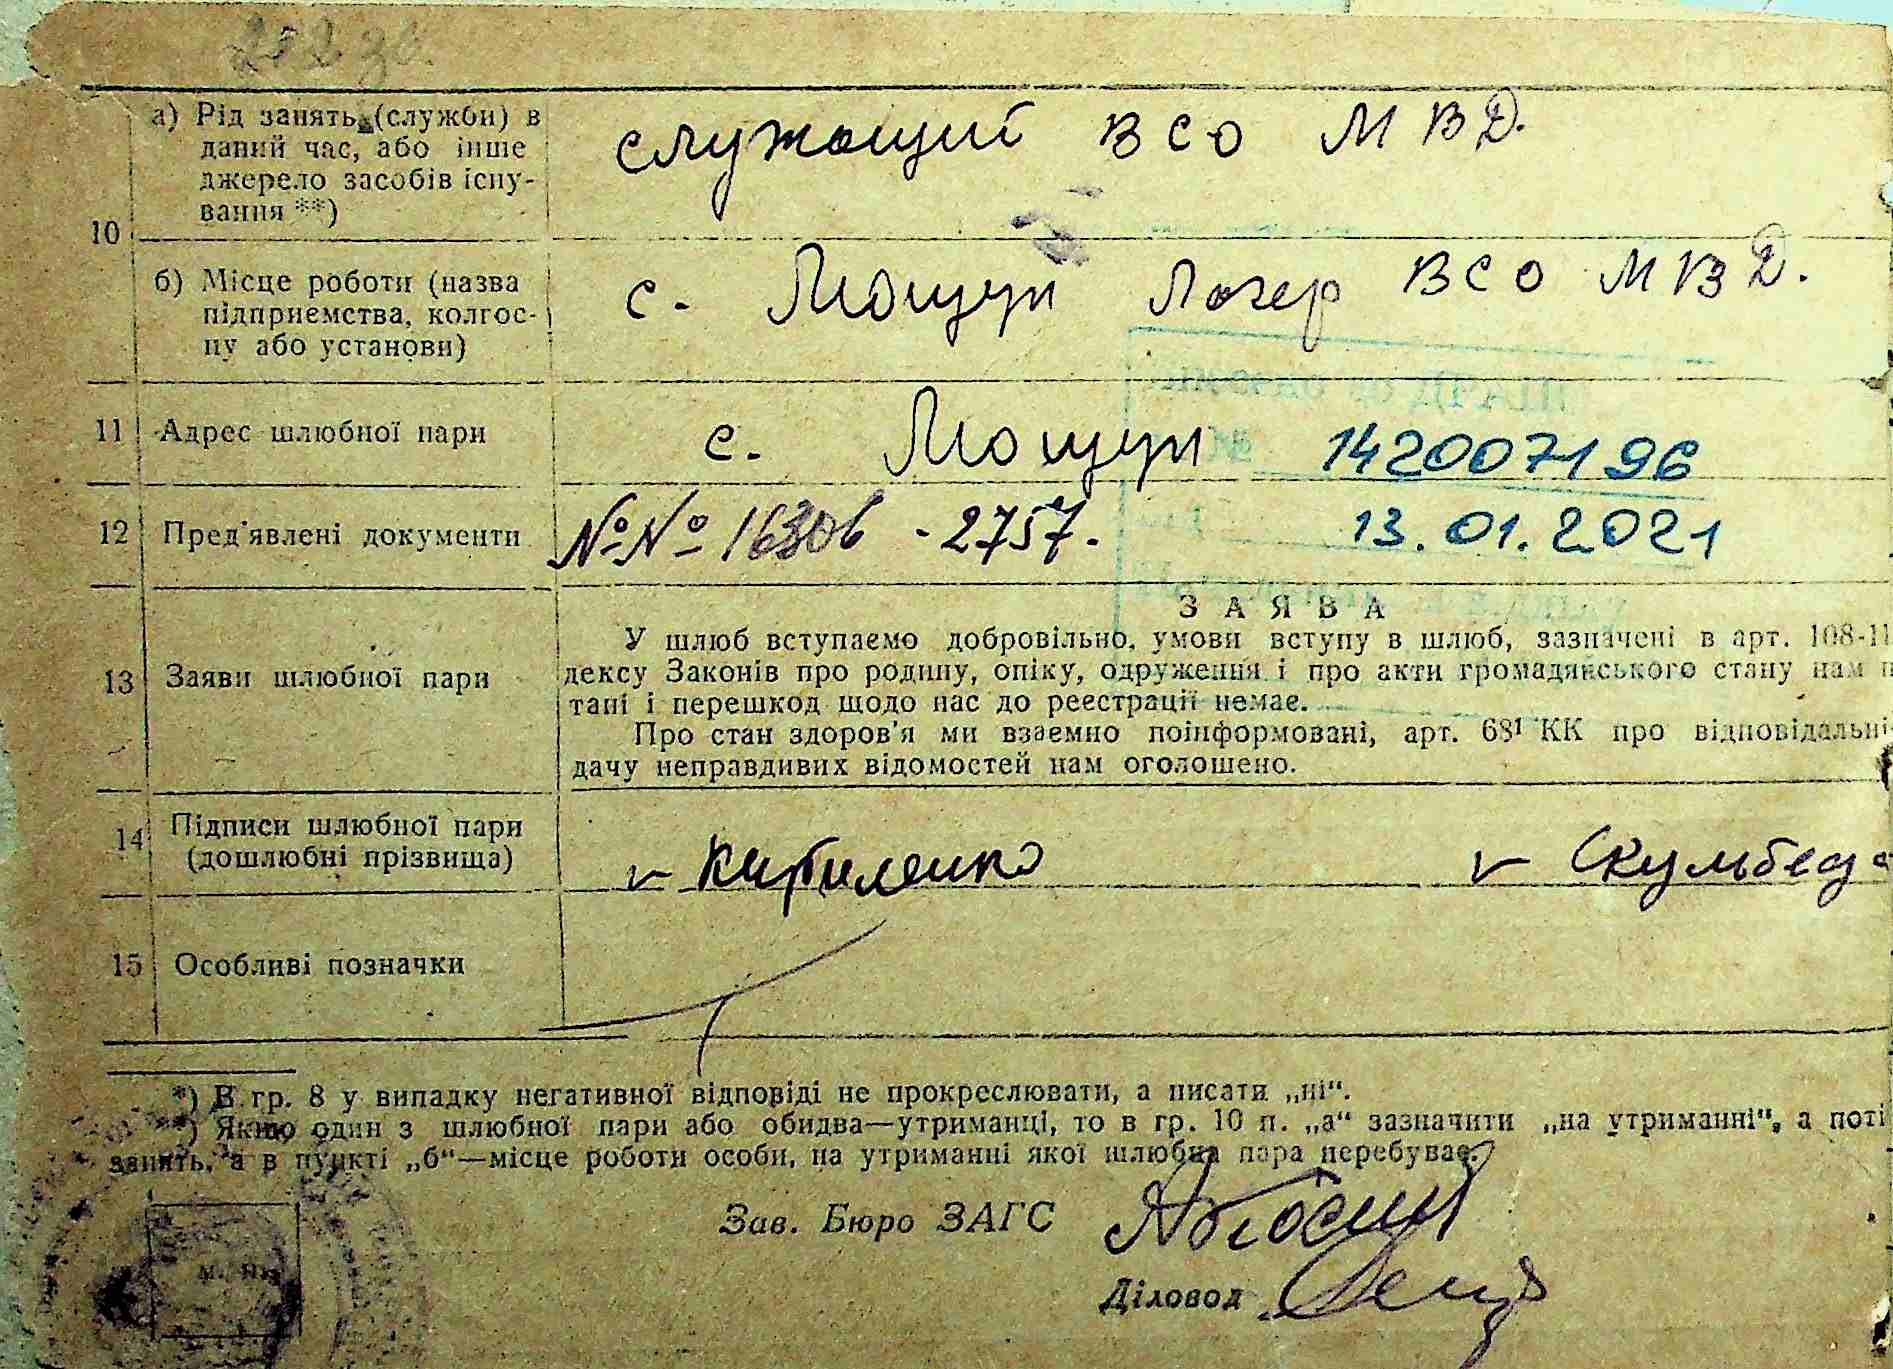 10
а) Рід занять (служби) в
даний час, або інше
джерело засобів існу-
вання **)
служащий ВСО МВД.
б) Місце роботи (назва
підприємства, колгос-
пу або установи)
с. Мощун Лагер ВСО МВД.
11 Адрес шлюбної пари
с. Мощун
142007196
12 Пред'явлені документи
№№ 16306 - 2757.
13.01.2021
13 Заяви шлюбної пари
ЗАЯВА
У шлюб вступаємо добровільно, умови вступу в шлюб, зазначені в арт. 108-11
дексу Законів про родину, опіку, одруження і про акти громадянського стану нам п
тані і перешкод щодо нас до реестрації немає.
Про стан здоров'я ми взаємно поінформовані, арт. 68¹ КК про відповідальні
дачу неправдивих відомостей нам оголошено.
14 Підписи шлюбної пари
(дошлюбні прізвища)
v Кириленко v Скульбеда
15 Особливі позначки
*) В гр. 8 у випадку негативної відповіді не прокреслювати, а писати „ні“.
*) Якщо один з шлюбної пари або обидва—утриманці, то в гр. 10 п. „а“ зазначити „на утриманні“, а поті
занять, а в пункті „б“—місце роботи особи, на утриманні якої шлюбна пара перебуває.
Зав. Бюро ЗАГС
Діловод
М. П.